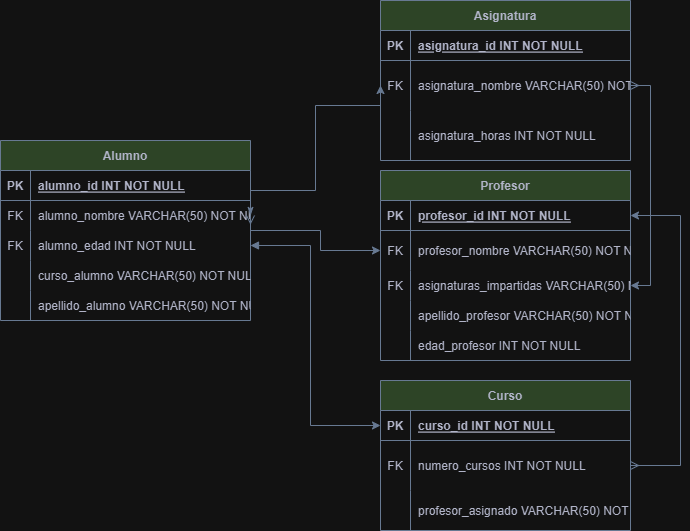 Asignatura
PK asignatura_id INT NOT NULL
FK asignatura_nombre VARCHAR(50) NOT
asignatura_horas INT NOT NULL
Alumno
PK alumno_id INT NOT NULL
FK alumno_nombre VARCHAR(50) NOT
FK alumno_edad INT NOT NULL
curso_alumno VARCHAR(50) NOT NUL
apellido_alumno VARCHAR(50) NOT N
Profesor
PK profesor_id INT NOT NULL
FK profesor_nombre VARCHAR(50) NOT N
FK asignaturas_impartidas VARCHAR(50)
apellido_profesor VARCHAR(50) NOT N
edad_profesor INT NOT NULL
Curso
PK curso_id INT NOT NULL
FK numero_cursos INT NOT NULL
profesor_asignado VARCHAR(50) NOT